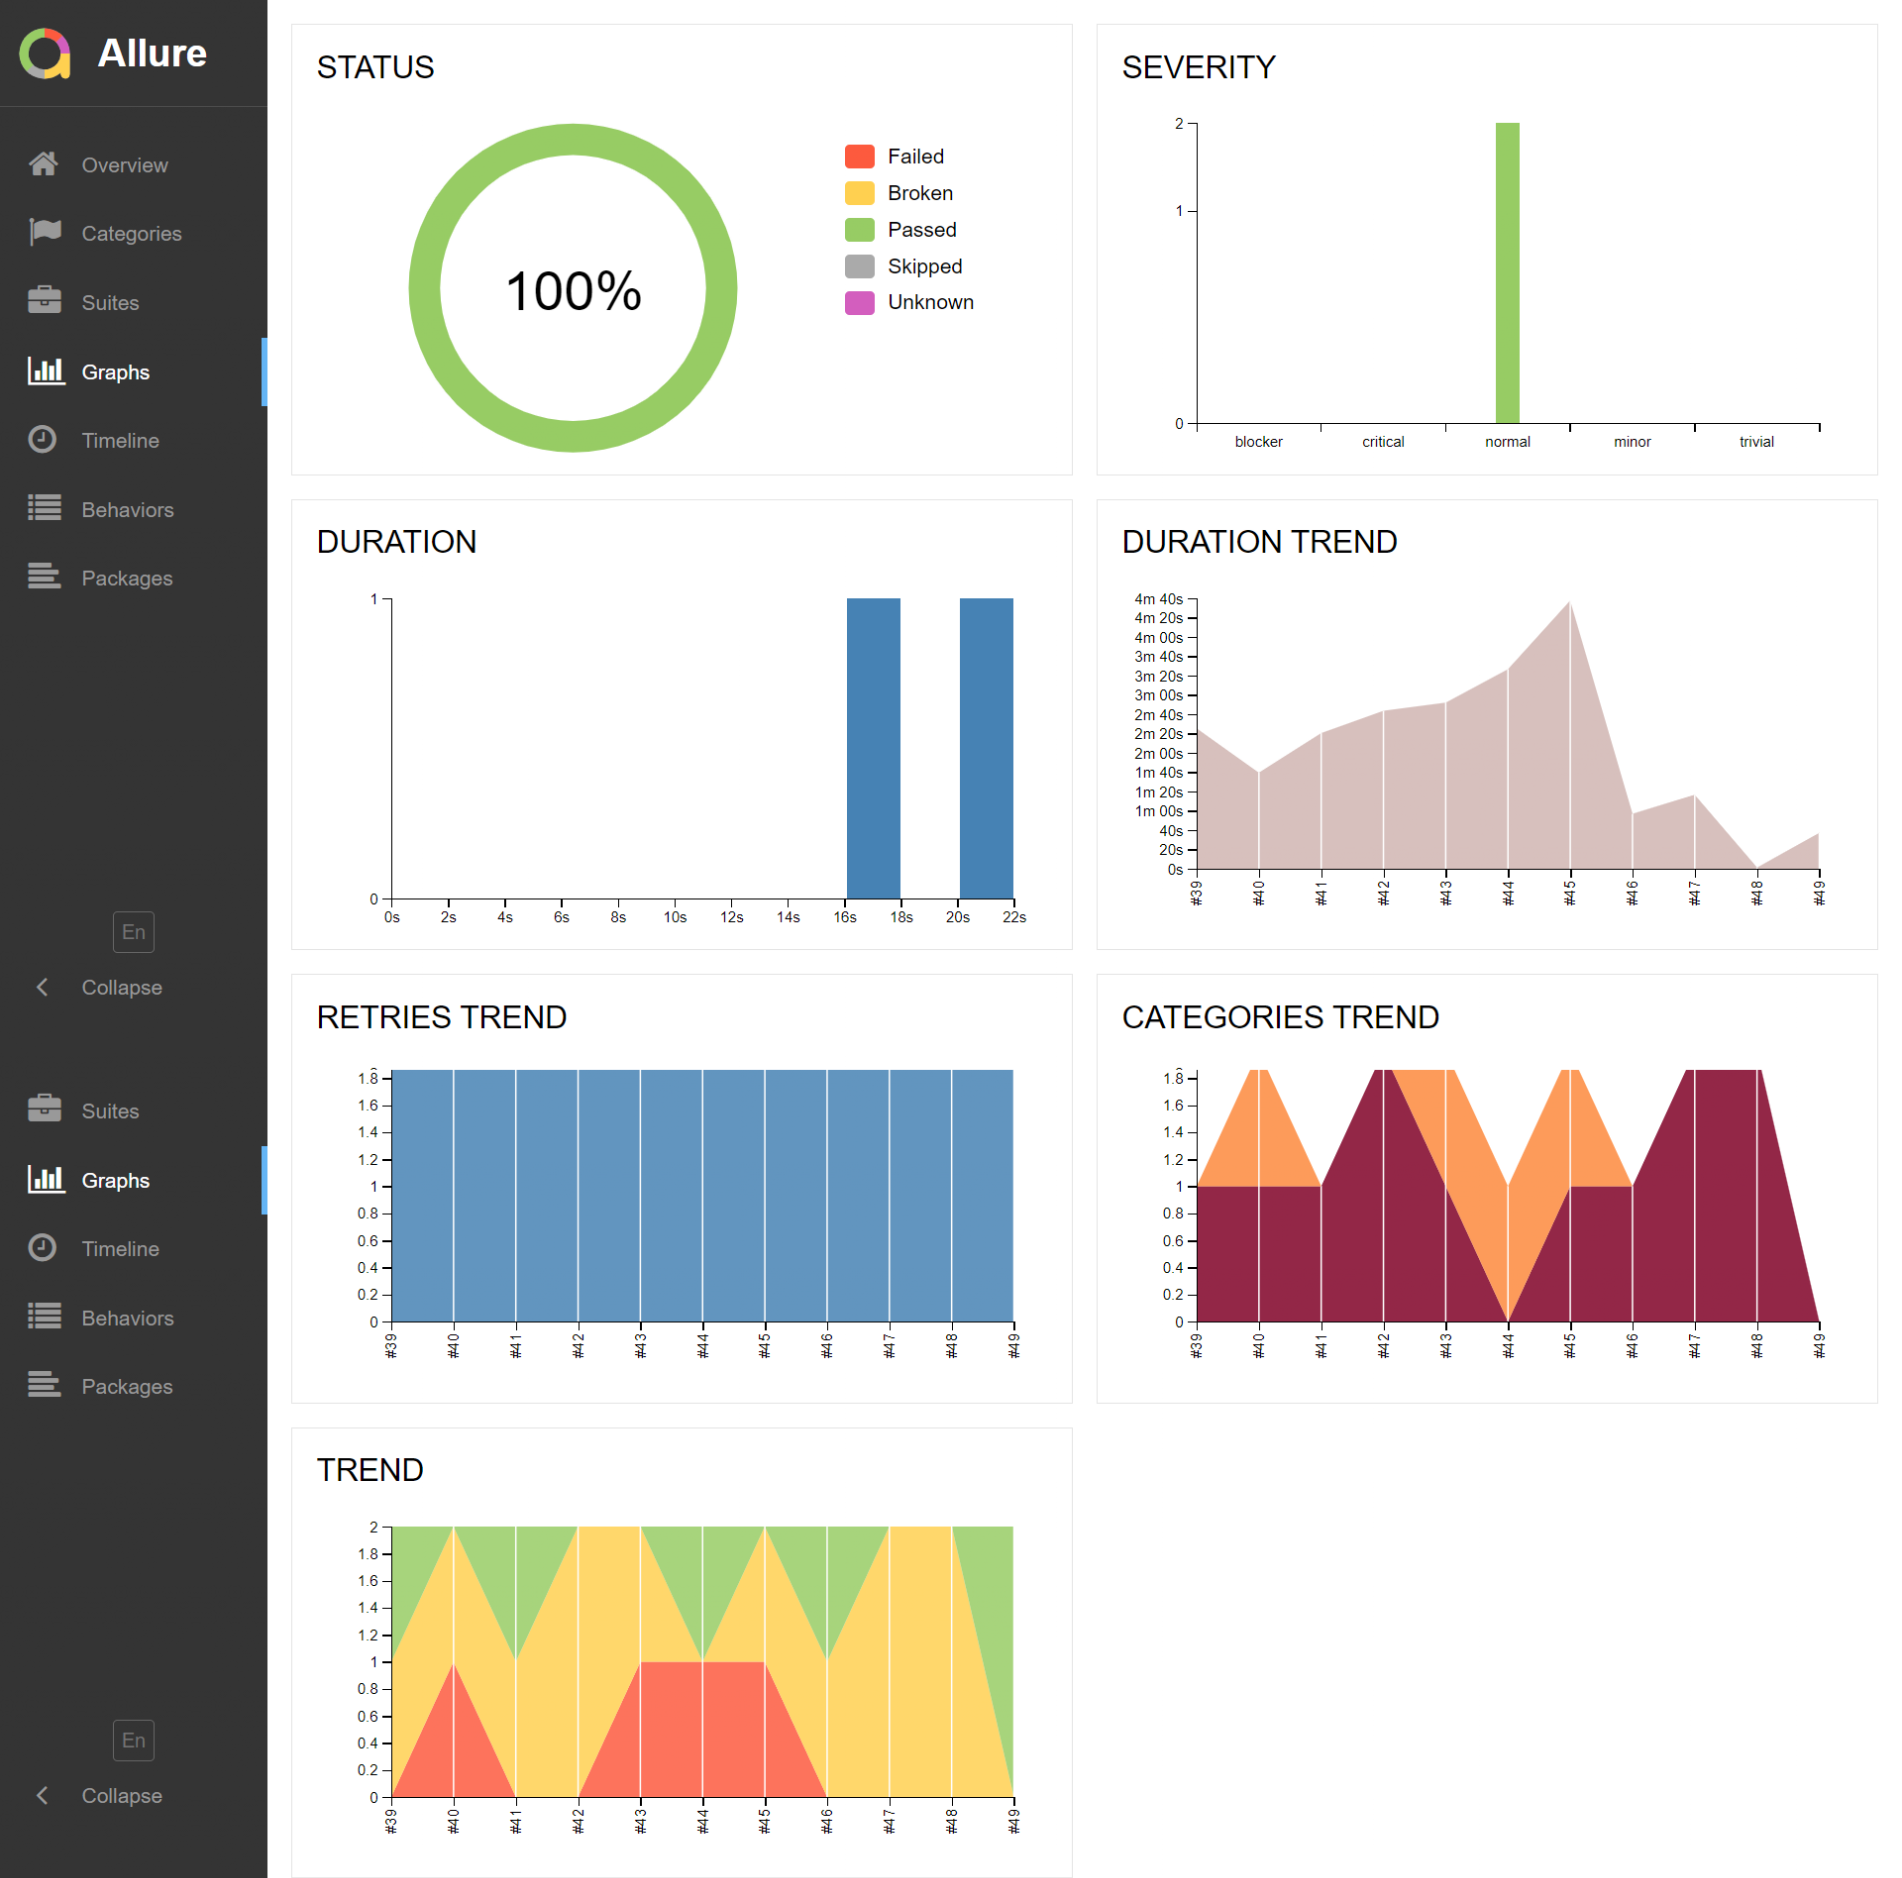 Allure
Overview
Categories
Suites
Graphs
Timeline
Behaviors
Packages
En
Collapse
Suites
Graphs
Timeline
Behaviors
Packages
En
Collapse
STATUS
100%
Failed
Broken
Passed
Skipped
Unknown
SEVERITY
2
1
0
blocker critical normal minor trivial
DURATION
1
0
0s 2s 4s 6s 8s 10s 12s 14s 16s 18s 20s 22s
DURATION TREND
4m 40s
4m 20s
4m 00s
3m 40s
3m 20s
3m 00s
2m 40s
2m 20s
2m 00s
1m 40s
1m 20s
1m 00s
40s
20s
0s
#39 #40 #41 #42 #43 #44 #45 #46 #47 #48 #49
RETRIES TREND
1.8
1.6
1.4
1.2
1
0.8
0.6
0.4
0.2
0
#39 #40 #41 #42 #43 #44 #45 #46 #47 #48 #49
CATEGORIES TREND
1.8
1.6
1.4
1.2
1
0.8
0.6
0.4
0.2
0
#39 #40 #41 #42 #43 #44 #45 #46 #47 #48 #49
TREND
2
1.8
1.6
1.4
1.2
1
0.8
0.6
0.4
0.2
0
#39 #40 #41 #42 #43 #44 #45 #46 #47 #48 #49